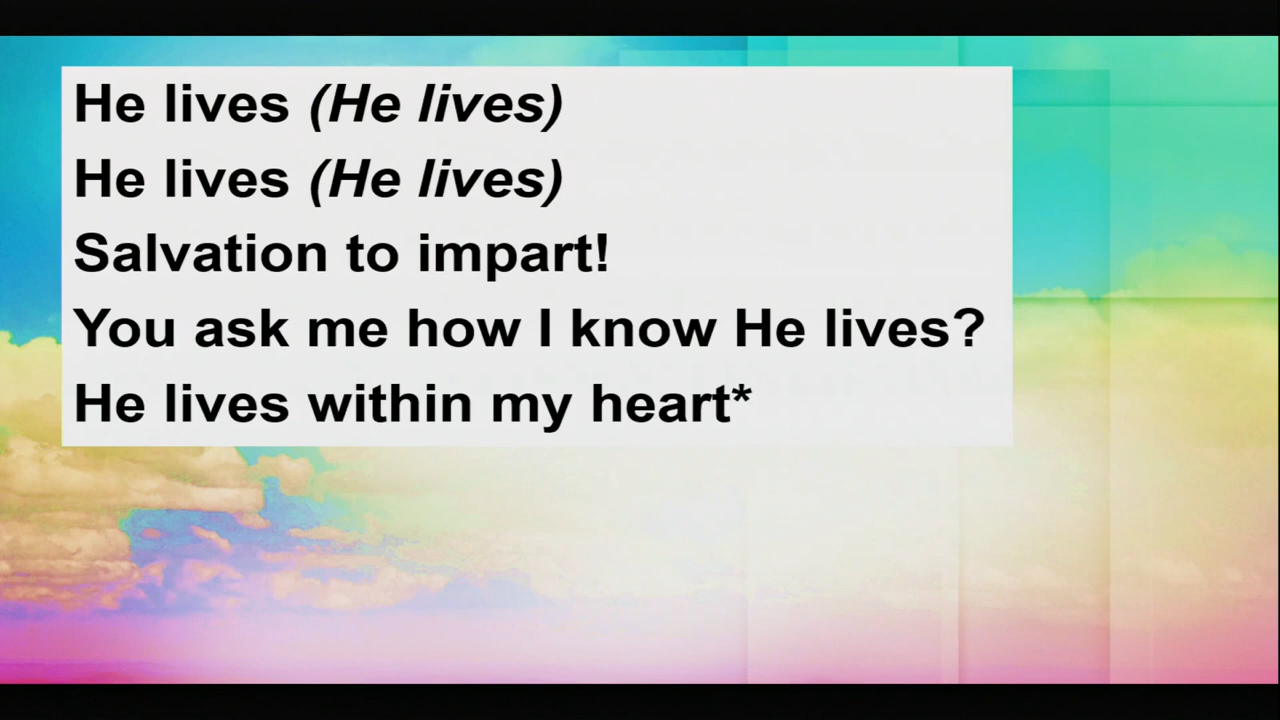 He lives (He lives)
He lives (He lives)
Salvation to impart!
You ask me how I know He lives?
He lives within my heart*